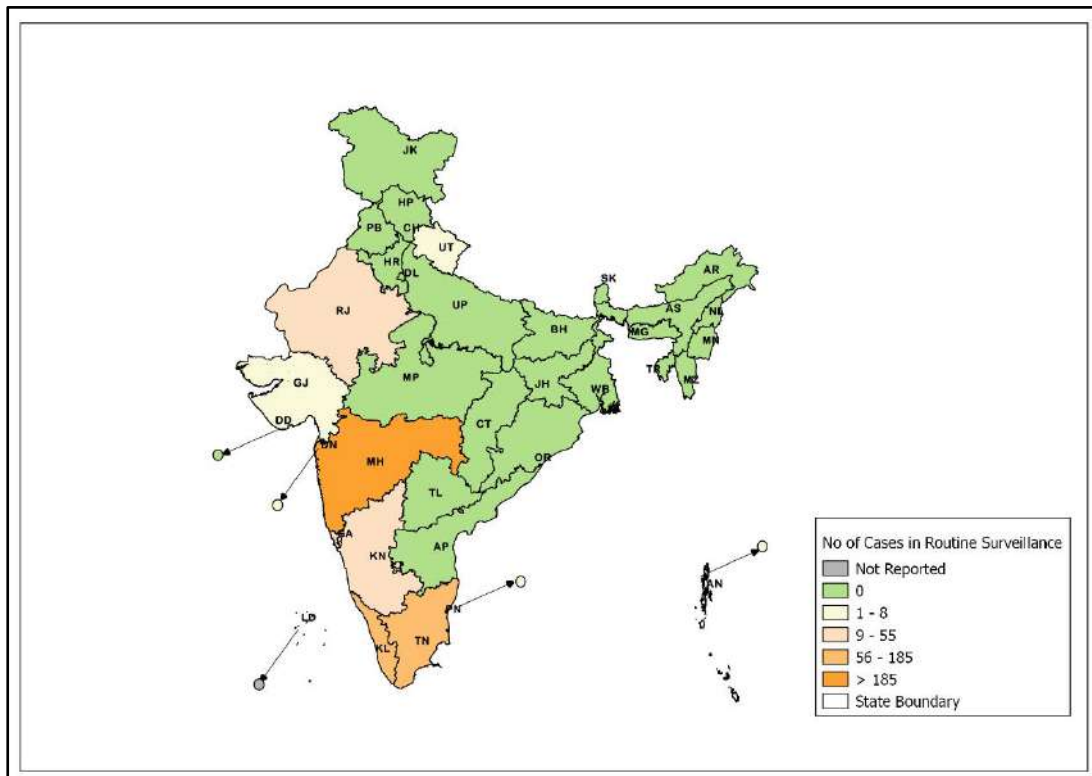 JK
HP
PB
CH
UT
HR
DL
SK
AR
RJ
UP
AS
NL
BH
MG
MN
GJ
MP
TR
MZ
JH
WB
DD
CT
DN
MH
OR
TL
GA
AP
KN
AN
PN
LD
TN
KL
No of Cases in Routine Surveillance
Not Reported
0
1 - 8
9 - 55
56 - 185
> 185
State Boundary